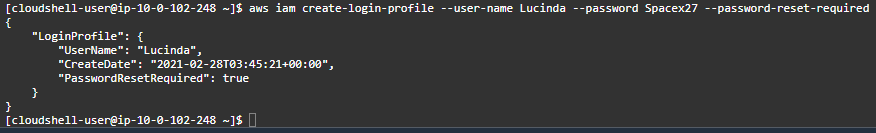 [cloudshell-user@ip-10-0-102-248 ~]$ aws iam create-login-profile --user-name Lucinda --password Spacex27 --password-reset-required
{
    "LoginProfile": {
        "UserName": "Lucinda",
        "CreateDate": "2021-02-28T03:45:21+00:00",
        "PasswordResetRequired": true
    }
}
[cloudshell-user@ip-10-0-102-248 ~]$